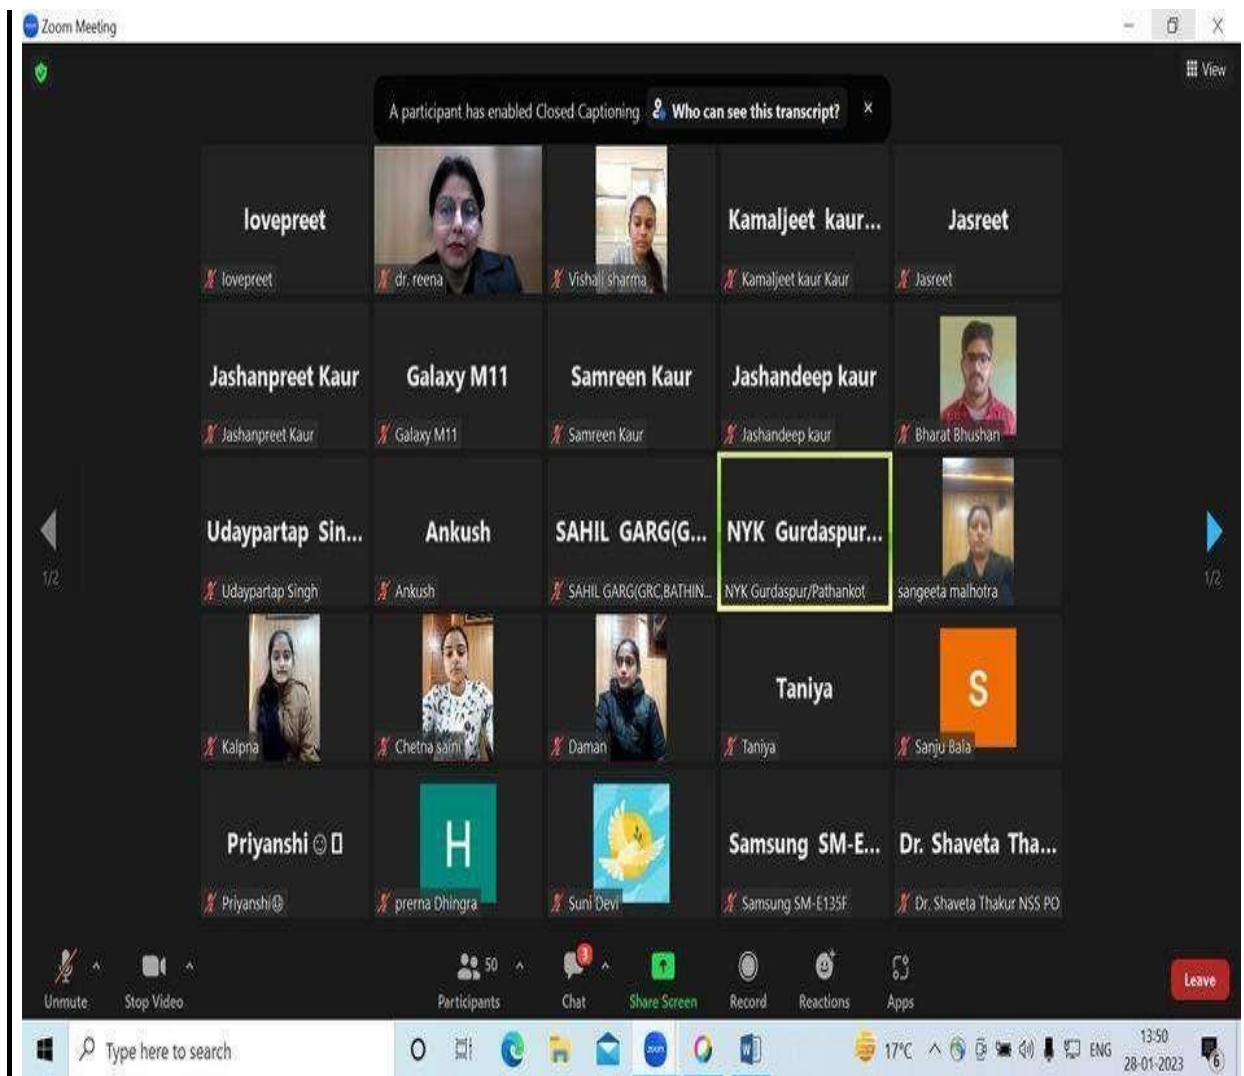 Zoom Meeting
View
A participant has enabled Closed Captioning Who can see this transcript? ×
lovepreet
Kamaljeet kaur...
Jasreet
lovepreet
dr. reena
Vishali sharma
Kamaljeet kaur Kaur
Jasreet
Jashanpreet Kaur
Galaxy M11
Samreen Kaur
Jashandeep kaur
Jashanpreet Kaur
Galaxy M11
Samreen Kaur
Jashandeep kaur
Bharat Bhushan
Udaypartap Sin...
Ankush
SAHIL GARG(G...
NYK Gurdaspur...
1/2
1/2
Udaypartap Singh
Ankush
SAHIL GARG(GRC,BATHIN...
NYK Gurdaspur/Pathankot
sangeeta malhotra
Taniya
S
Kalpna
Chetna saini
Daman
Taniya
Sanju Bala
Priyanshi☺
H
Samsung SM-E...
Dr. Shaveta Tha...
Priyanshi☺
prerna Dhingra
Suni Devi
Samsung SM-E135F
Dr. Shaveta Thakur NSS PO
50
3
Unmute
Stop Video
Participants
Chat
Share Screen
Record
Reactions
Apps
Leave
Type here to search
zoom
W
17°C
ENG
13:50
28-01-2023
6